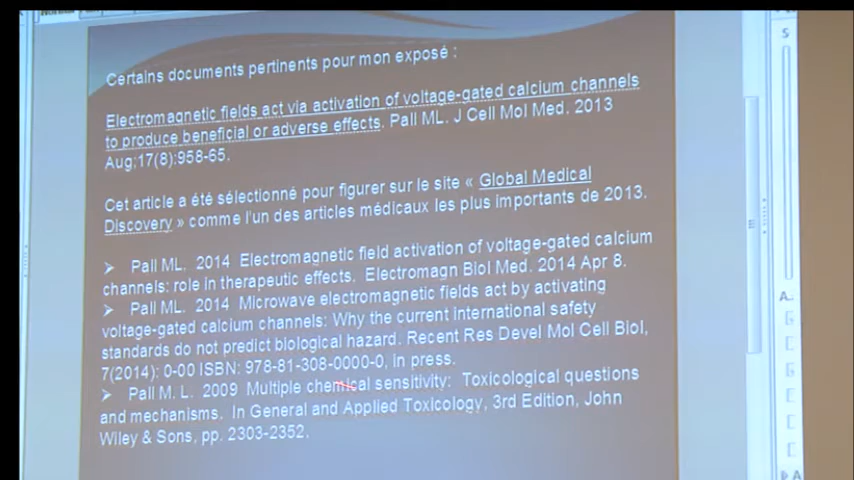 Certains documents pertinents pour mon exposé :
Electromagnetic fields act via activation of voltage-gated calcium channels
to produce beneficial or adverse effects. Pall ML. J Cell Mol Med. 2013
Aug;17(8):958-65.
Cet article a été sélectionné pour figurer sur le site « Global Medical
Discovery » comme l'un des articles médicaux les plus importants de 2013.
➢ Pall ML. 2014 Electromagnetic field activation of voltage-gated calcium
channels: role in therapeutic effects. Electromagn Biol Med. 2014 Apr 8.
➢ Pall ML. 2014 Microwave electromagnetic fields act by activating
voltage-gated calcium channels: Why the current international safety
standards do not predict biological hazard. Recent Res Devel Mol Cell Biol,
7(2014): 0-00 ISBN: 978-81-308-0000-0, in press.
➢ Pall M. L. 2009 Multiple chemical sensitivity: Toxicological questions
and mechanisms. In General and Applied Toxicology, 3rd Edition, John
Wiley & Sons, pp. 2303-2352.